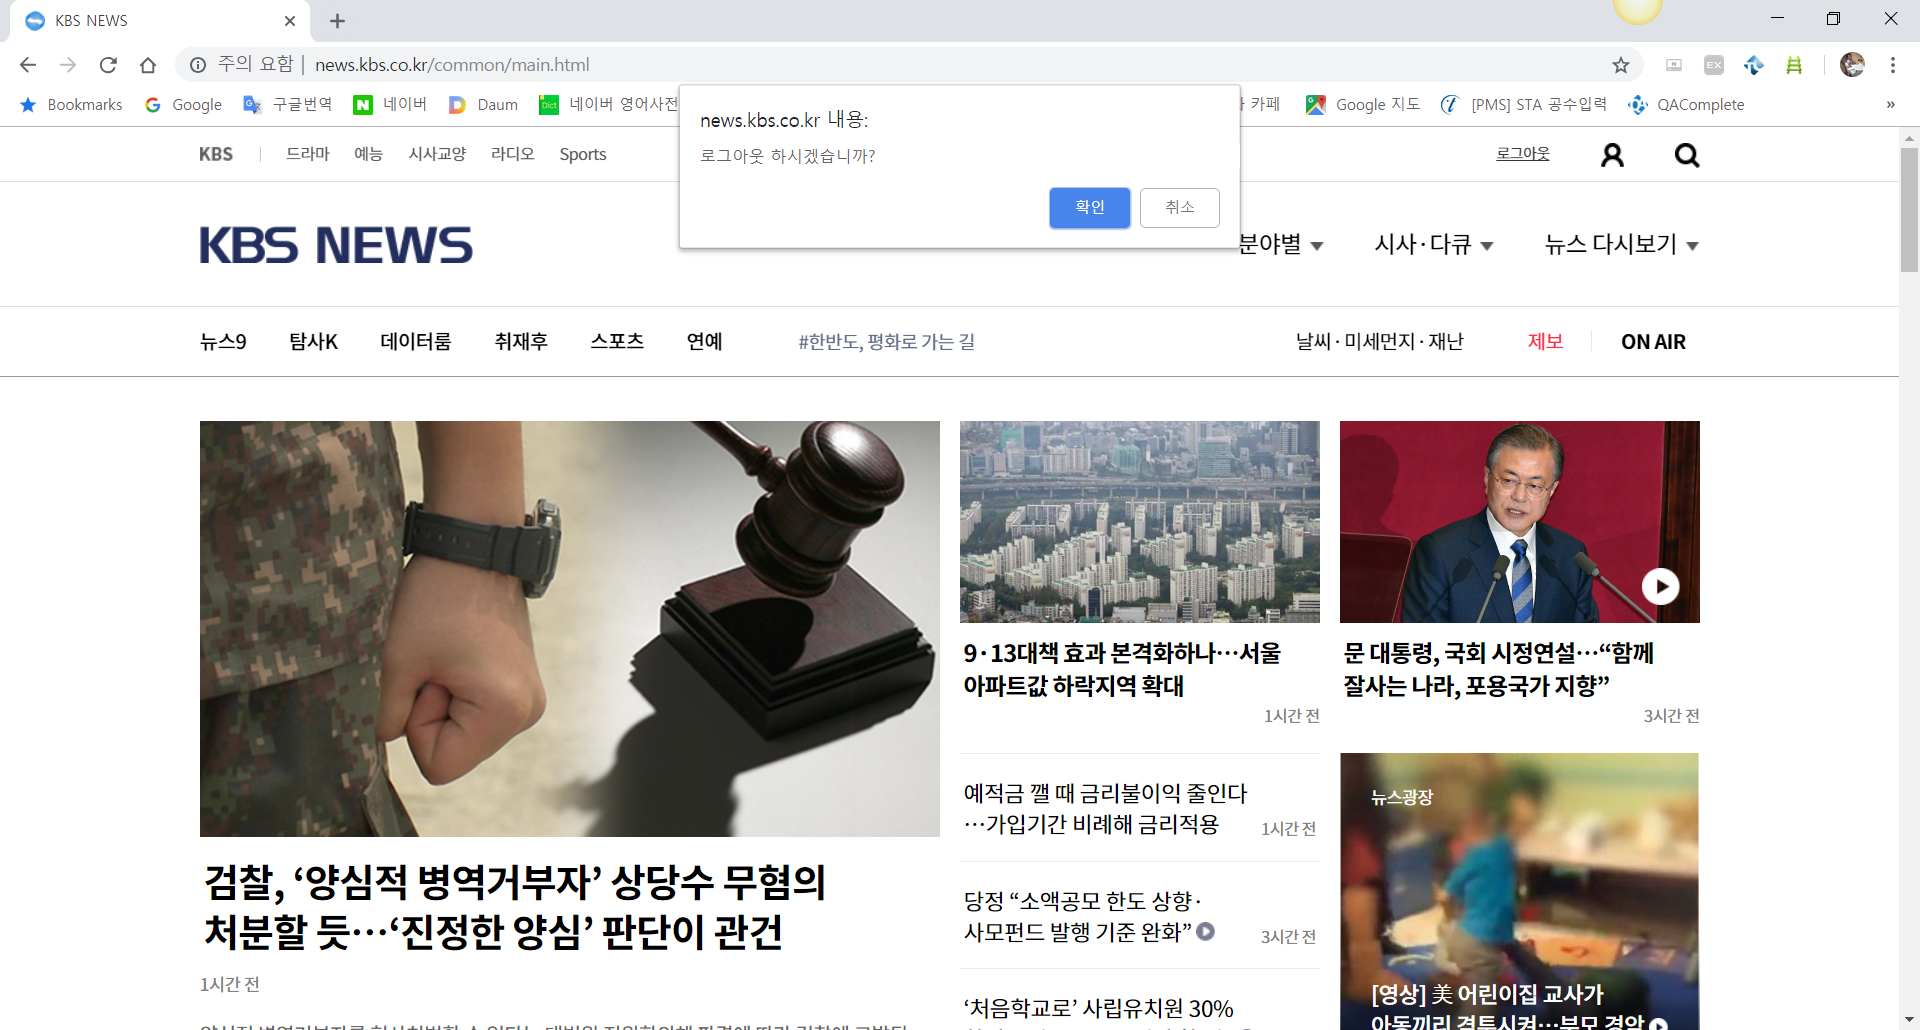 KBS NEWS
주의 요함 | news.kbs.co.kr/common/main.html
EX
Bookmarks Google 구글번역 네이버 Daum 네이버 영어사전 카페 Google 지도 [PMS] STA 공수입력 QAComplete »
news.kbs.co.kr 내용:
로그아웃 하시겠습니까?
확인 취소
KBS 드라마 예능 시사교양 라디오 Sports 로그아웃
KBS NEWS
분야별 시사·다큐 뉴스 다시보기
뉴스9 탐사K 데이터룸 취재후 스포츠 연예 #한반도, 평화로 가는 길 날씨·미세먼지·재난 제보 ON AIR
검찰, ‘양심적 병역거부자’ 상당수 무혐의
처분할 듯…‘진정한 양심’ 판단이 관건
1시간 전
9·13대책 효과 본격화하나…서울
아파트값 하락지역 확대
1시간 전
문 대통령, 국회 시정연설…“함께
잘사는 나라, 포용국가 지향”
3시간 전
예적금 깰 때 금리불이익 줄인다
…가입기간 비례해 금리적용
1시간 전
당정 “소액공모 한도 상향·
사모펀드 발행 기준 완화”
3시간 전
‘처음학교로’ 사립유치원 30%
뉴스광장
[영상] 美 어린이집 교사가
아동끼리 격투시켜…부모 경악